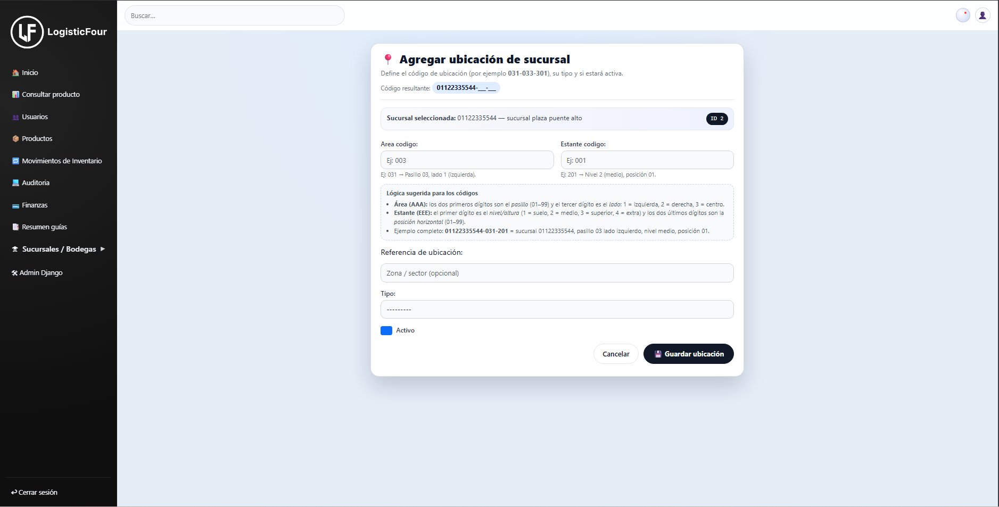 LogisticFour
Buscar...
Inicio
Consultar producto
Usuarios
Productos
Movimientos de Inventario
Auditoria
Finanzas
Resumen guías
Sucursales / Bodegas ▶
Admin Django
Cerrar sesión
Agregar ubicación de sucursal
Define el código de ubicación (por ejemplo 031-033-301), su tipo y si estará activa.
Código resultante: 01122335544-__-__
Sucursal seleccionada: 01122335544 — sucursal plaza puente alto
ID 2
Area codigo:
Ej: 003
Ej: 031 → Pasillo 03, lado 1 (izquierda).
Estante codigo:
Ej: 001
Ej: 201 → Nivel 2 (medio), posición 01.
Lógica sugerida para los códigos
• Área (AAA): los dos primeros dígitos son el pasillo (01–99) y el tercer dígito es el lado: 1 = izquierda, 2 = derecha, 3 = centro.
• Estante (EEE): el primer dígito es el nivel/altura (1 = suelo, 2 = medio, 3 = superior, 4 = extra) y los dos últimos dígitos son la
posición horizontal (01–99).
• Ejemplo completo: 01122335544-031-201 = sucursal 01122335544, pasillo 03 lado izquierdo, nivel medio, posición 01.
Referencia de ubicación:
Zona / sector (opcional)
Tipo:
---------
Activo
Cancelar
Guardar ubicación